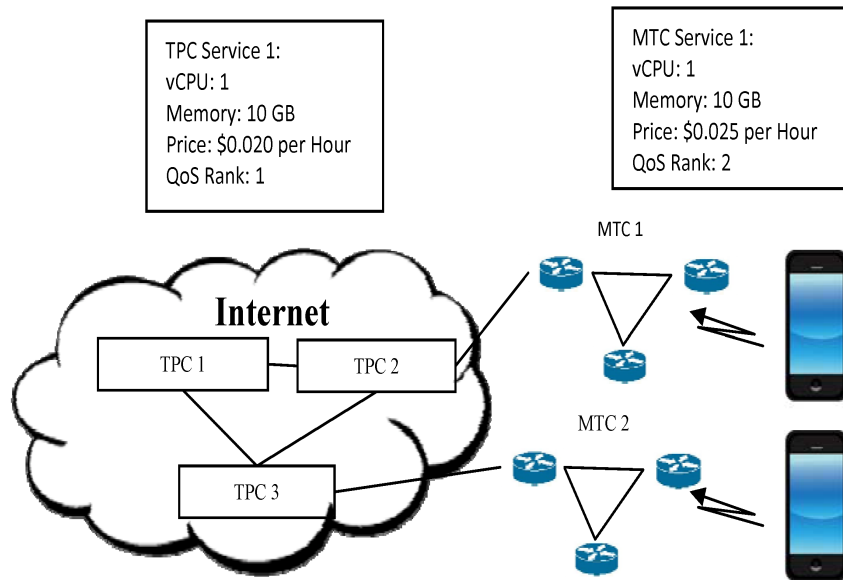 TPC Service 1:
vCPU: 1
Memory: 10 GB
Price: $0.020 per Hour
QoS Rank: 1
MTC Service 1:
vCPU: 1
Memory: 10 GB
Price: $0.025 per Hour
QoS Rank: 2
MTC 1
Internet
TPC 1
TPC 2
MTC 2
TPC 3